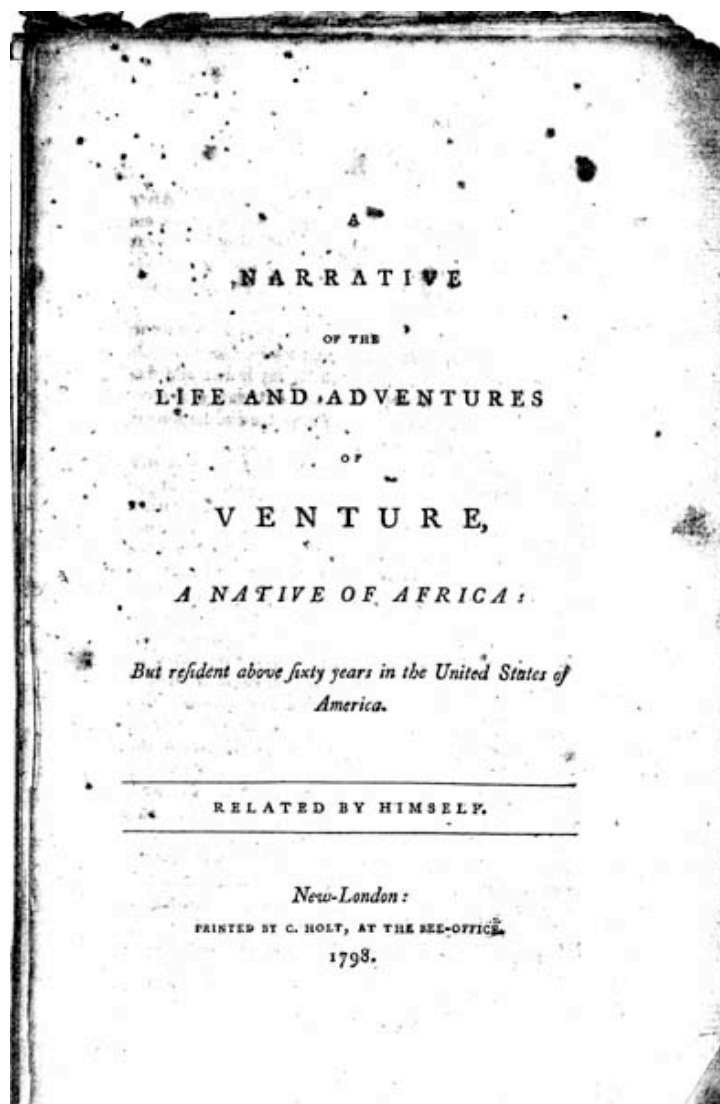 A
NARRATIVE
OF THE
LIFE AND ADVENTURES
OF
VENTURE,
A NATIVE OF AFRICA:
But reſident above ſixty years in the United States of
America.
RELATED BY HIMSELF.
New-London:
PRINTED BY C. HOLT, AT THE BEE-OFFICE.
1798.